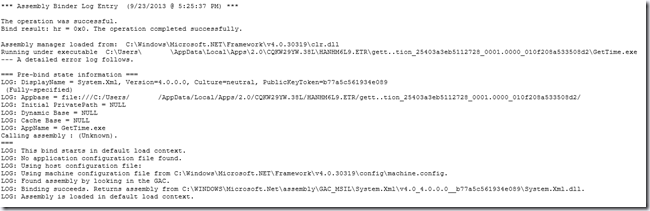 *** Assembly Binder Log Entry  (9/23/2013 @ 5:25:37 PM) ***
The operation was successful.
Bind result: hr = 0x0. The operation completed successfully.
Assembly manager loaded from:  C:\Windows\Microsoft.NET\Framework\v4.0.30319\clr.dll
Running under executable  C:\Users\        \AppData\Local\Apps\2.0\CQKW29YW.38L\HANMM6L9.ETR\gett..tion_25403a3eb5112728_0001.0000_010f208a533508d2\GetTime.exe
--- A detailed error log follows.
=== Pre-bind state information ===
LOG: DisplayName = System.Xml, Version=4.0.0.0, Culture=neutral, PublicKeyToken=b77a5c561934e089
(Fully-specified)
LOG: Appbase = file:///C:/Users/        /AppData/Local/Apps/2.0/CQKW29YW.38L/HANMM6L9.ETR/gett..tion_25403a3eb5112728_0001.0000_010f208a533508d2/
LOG: Initial PrivatePath = NULL
LOG: Dynamic Base = NULL
LOG: Cache Base = NULL
LOG: AppName = GetTime.exe
Calling assembly : (Unknown).
===
LOG: This bind starts in default load context.
LOG: No application configuration file found.
LOG: Using host configuration file:
LOG: Using machine configuration file from C:\Windows\Microsoft.NET\Framework\v4.0.30319\config\machine.config.
LOG: Found assembly by looking in the GAC.
LOG: Binding succeeds. Returns assembly from C:\WINDOWS\Microsoft.Net\assembly\GAC_MSIL\System.Xml\v4.0_4.0.0.0__b77a5c561934e089\System.Xml.dll.
LOG: Assembly is loaded in default load context.